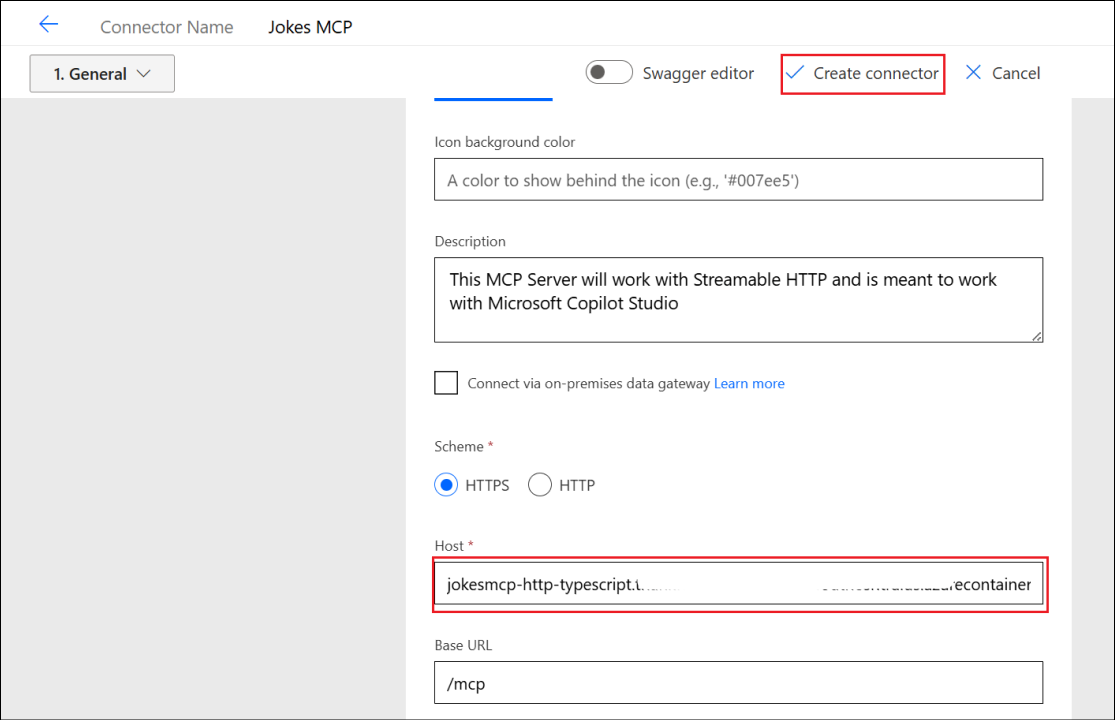 Connector Name Jokes MCP
1. General Swagger editor Create connector Cancel
Icon background color
A color to show behind the icon (e.g., '#007ee5')
Description
This MCP Server will work with Streamable HTTP and is meant to work
with Microsoft Copilot Studio
Connect via on-premises data gateway Learn more
Scheme *
HTTPS HTTP
Host *
jokesmcp-http-typescript.
Base URL
/mcp